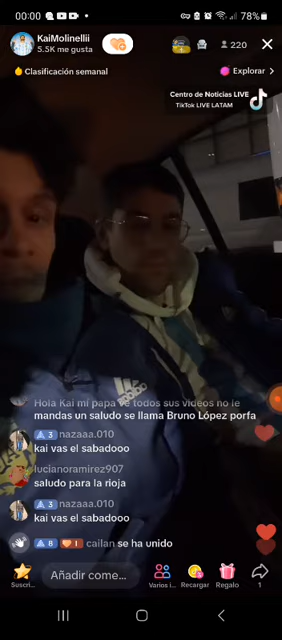 00:00
78%
KaiMolinellii
5.5K me gusta
220
Clasificación semanal
Explorar
Centro de Noticias LIVE
TikTok LIVE LATAM
adidas
Hola Kai mi papa ve todos sus videos no le
mandas un saludo se llama Bruno López porfa
3 nazaaa.010
kai vas el sabadooo
lucianoramirez907
saludo para la rioja
3 nazaaa.010
kai vas el sabadooo
8 1 cailan se ha unido
Suscri...
Añadir come...
Varios i...
Recargar
Regalo
1